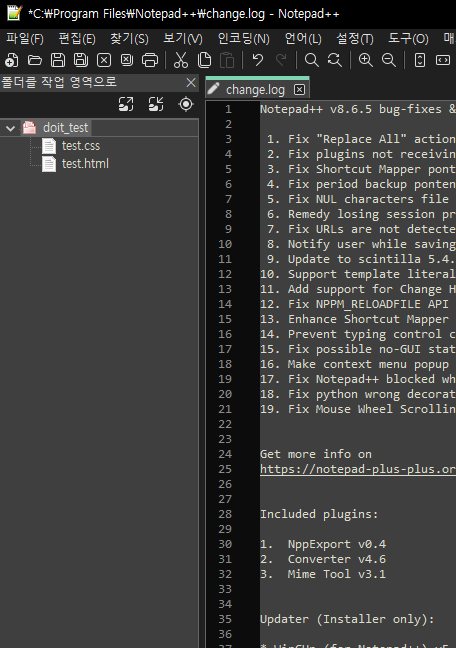 *C:₩Program Files₩Notepad++₩change.log - Notepad++
파일(F) 편집(E) 찾기(S) 보기(V) 인코딩(N) 언어(L) 설정(T) 도구(O) 매
폴더를 작업 영역으로
doit_test
test.css
test.html
change.log
1 Notepad++ v8.6.5 bug-fixes &
2
3 1. Fix "Replace All" action
4 2. Fix plugins not receivin
5 3. Fix Shortcut Mapper pont
6 4. Fix period backup ponten
7 5. Fix NUL characters file
8 6. Remedy losing session pr
9 7. Fix URLs are not detecte
10 8. Notify user while saving
11 9. Update to scintilla 5.4.
12 10. Support template literal
13 11. Add support for Change H
14 12. Fix NPPM_RELOADFILE API
15 13. Enhance Shortcut Mapper
16 14. Prevent typing control c
17 15. Fix possible no-GUI stat
18 16. Make context menu popup
19 17. Fix Notepad++ blocked wh
20 18. Fix python wrong decorat
21 19. Fix Mouse Wheel Scrollin
22
23
24 Get more info on
25 https://notepad-plus-plus.or
26
27
28 Included plugins:
29
30 1. NppExport v0.4
31 2. Converter v4.6
32 3. Mime Tool v3.1
33
34
35 Updater (Installer only):
36
37 * WinGUp (for Notepad++) v5